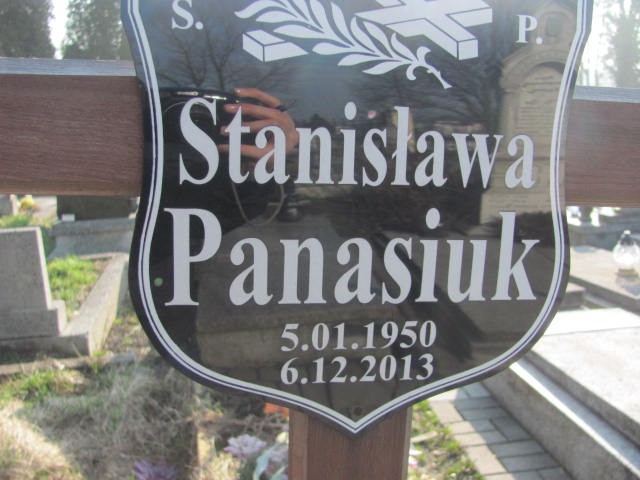 S. P.
Stanisława
Panasiuk
5.01.1950
6.12.2013